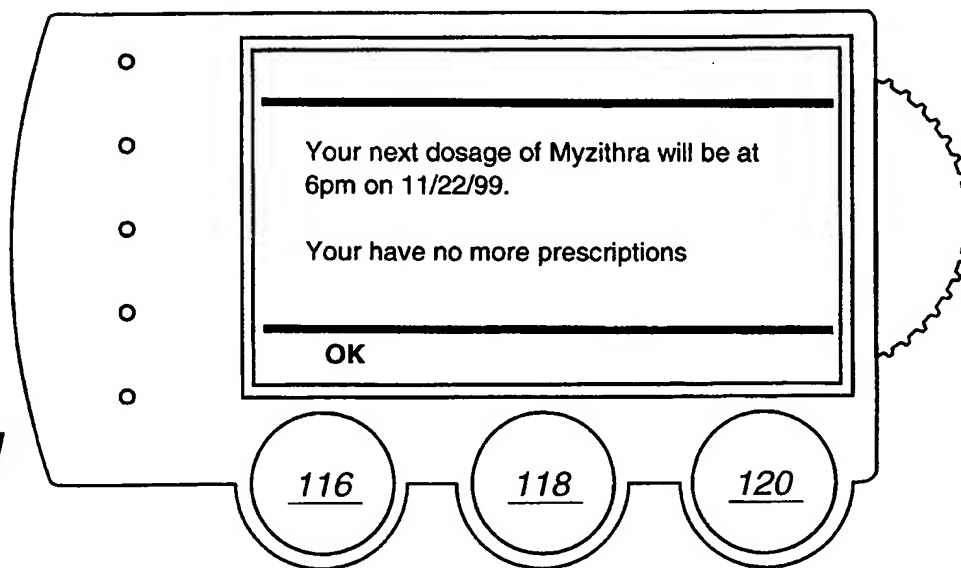 Your next dosage of Myzithra will be at
6pm on 11/22/99.
Your have no more prescriptions
OK
116 118 120